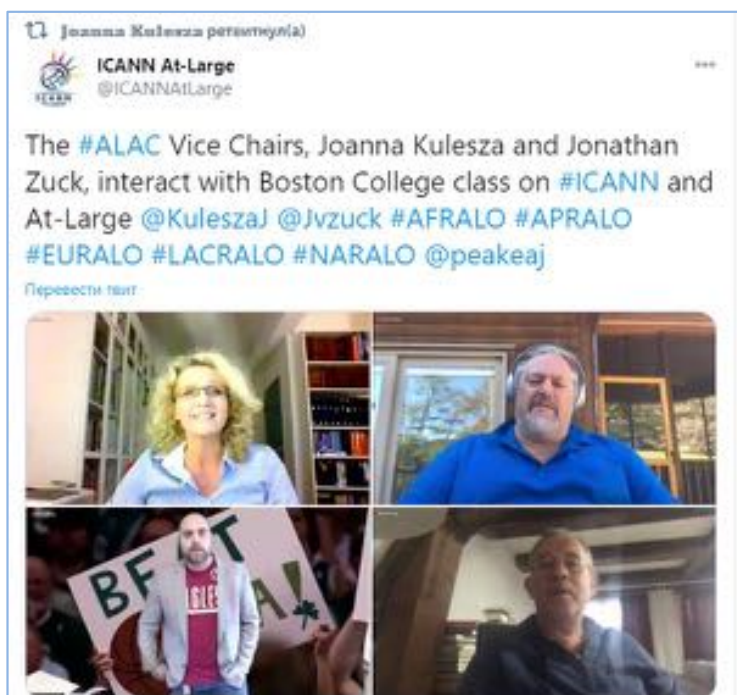 Joanna Kulesza ретвитнул(а)
ICANN At-Large
@ICANNAtLarge
ICANN
The #ALAC Vice Chairs, Joanna Kulesza and Jonathan
Zuck, interact with Boston College class on #ICANN and
At-Large @KuleszaJ @Jvzuck #AFRALO #APRALO
#EURALO #LACRALO #NARALO @peakeaj
Перевести твит